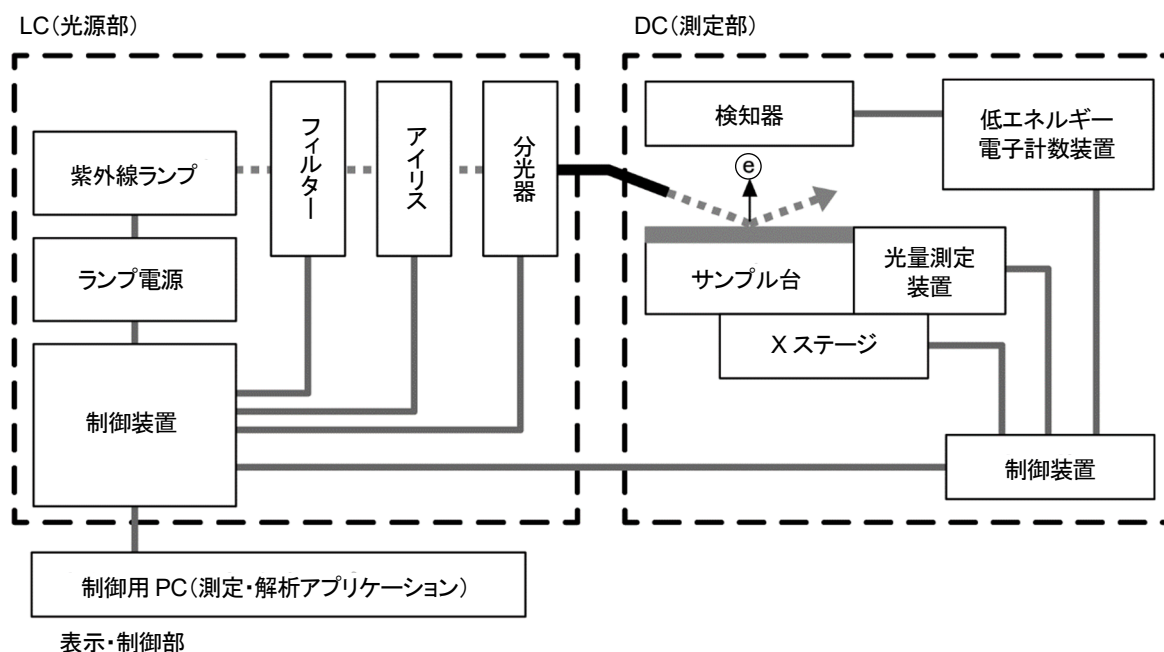 LC(光源部)
紫外線ランプ
ランプ電源
制御装置
フィルター
アイリス
分光器
DC(測定部)
検知器
低エネルギー
電子計数装置
e
サンプル台
光量測定
装置
X ステージ
制御装置
制御用 PC(測定・解析アプリケーション)
表示・制御部